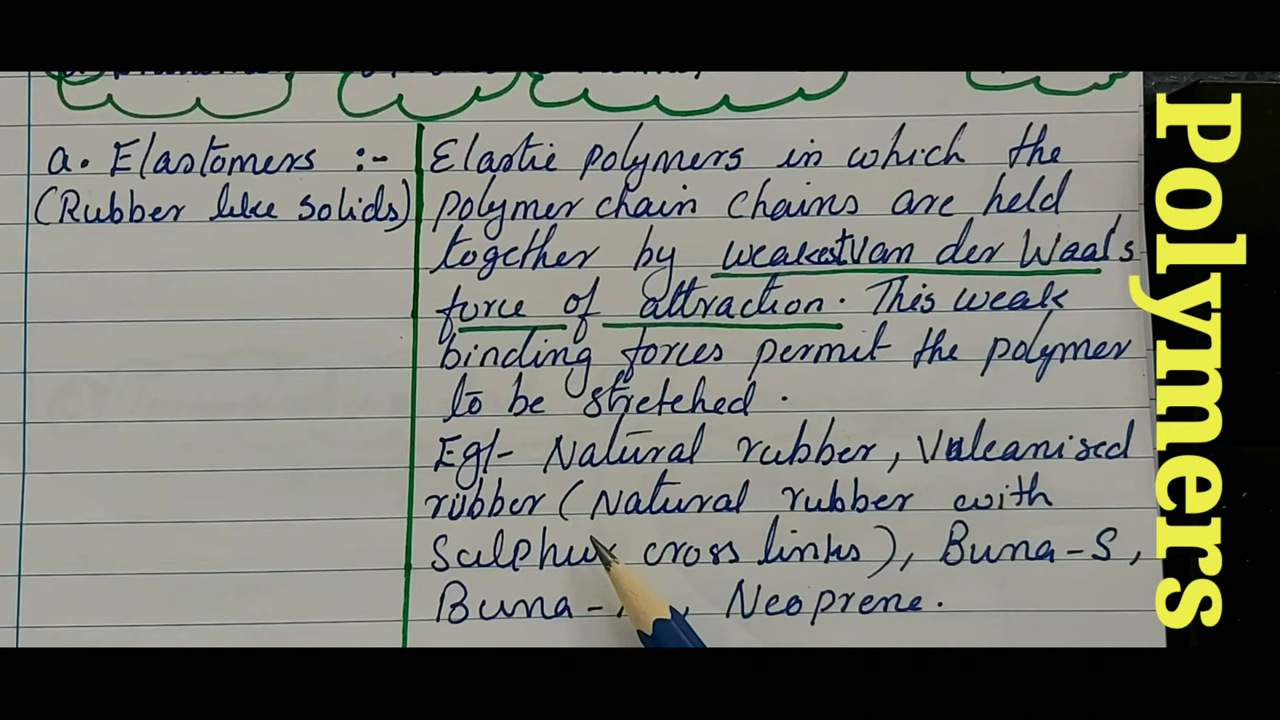 a. Elastomers :-
(Rubber like solids)
Elastic polymers in which the
polymer chain chains are held
together by weakest Van der Waal's
force of attraction. This weak
binding forces permit the polymer
to be stretched.
Eg:- Natural rubber, Vulcanised
rubber (Natural rubber with
Sulphur cross links), Buna-S,
Buna- , Neoprene.
Polymers